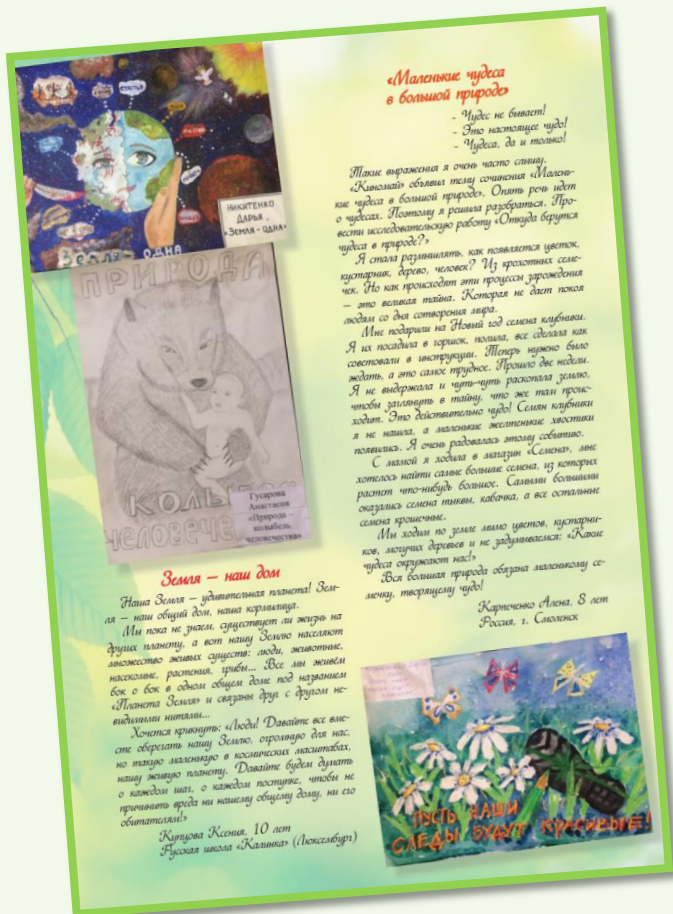 НИКИТЕНКО
ДАРЬЯ,
«ЗЕМЛЯ - ОДНА»
Земля - ОДНА
ПРИРОДА
КОЛЫБЕЛЬ
ЧЕЛОВЕЧЕ
Гусарова
Анастасия
«Природа –
колыбель
человечества»
Земля – наш дом
Наша Земля – удивительная планета! Зем-
ля – наш общий дом, наша кормилица.
Мы пока не знаем, существует ли жизнь на
других планету, а вот нашу Землю населяют
множество живых существ: люди, животные,
насекомые, растения, грибы... Все мы живём
бок о бок в одном общем доме под названием
«Планета Земля» и связаны друг с другом не-
видимыми нитями...
Хочется крикнуть: «Люди! Давайте все вме-
сте оберегать нашу Землю, огромную для нас,
но такую маленькую в космических масштабах,
нашу живую планету. Давайте будем думать
о каждом шаг, о каждом поступке, чтобы не
причинить вреда ни нашему общему дому, ни его
обитателям!»
Купцова Ксения, 10 лет
Русская школа «Калинка» (Люксембург)
«Маленькие чудеса
в большой природе»
- Чудес не бывает!
- Это настоящее чудо!
- Чудеса, да и только!
Такие выражения я очень часто слышу.
«Киномай» объявил тему сочинения «Малень-
кие чудеса в большой природе». Опять речь идет
о чудесах. Поэтому я решила разобраться. Про-
вести исследовательскую работу «Откуда берутся
чудеса в природе?»
Я стала размышлять, как появляется цветок,
кустарник, дерево, человек? Из крохотных семе-
чек. Но как происходят эти процессы зарождения
– это великая тайна. Которая не дает покоя
людям со дня сотворения мира.
Мне подарили на Новый год семена клубники.
Я их посадила в горшок, полила, все сделала как
советовали в инструкции. Теперь нужно было
ждать, а это самое трудное. Прошло две недели.
Я не выдержала и чуть-чуть раскопала землю,
чтобы заглянуть в тайну, что же там проис-
ходит. Это действительно чудо! Семян клубники
я не нашла, а маленькие желтенькие хвостики
появились. Я очень радовалась этому событию.
С мамой я ходила в магазин «Семена», мне
хотелось найти самые большие семена, из которых
растет что-нибудь большое. Самыми большими
оказались семена тыквы, кабачка, а все остальные
семена крошечные.
Мы ходим по земле мимо цветов, кустарни-
ков, могучих деревьев и не задумываемся: «Какие
чудеса окружают нас!»
Вся большая природа обязана маленькому се-
мечку, творящему чудо!
Карпеченко Алена, 8 лет
Россия, г. Смоленск
ПУСТЬ НАШИ
СЛЕДЫ БУДУТ КРАСИВЫЕ!